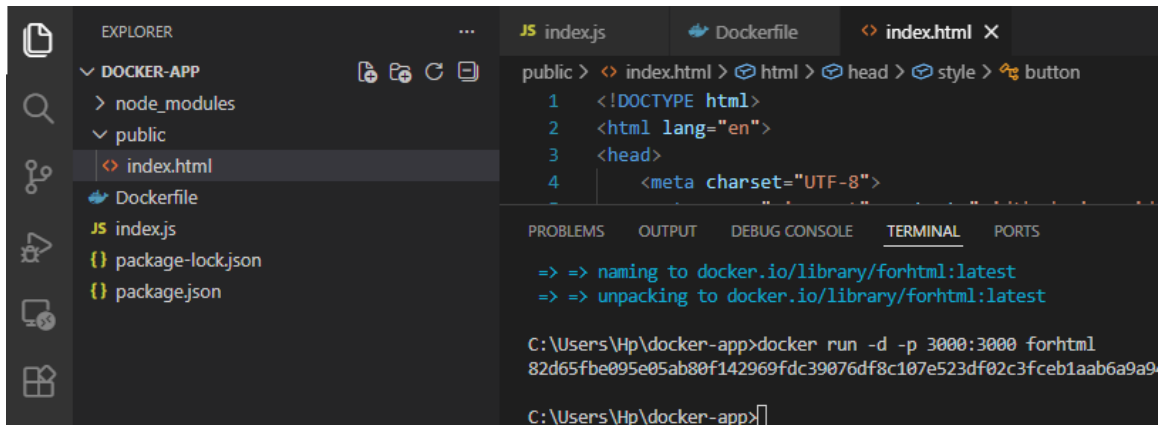 EXPLORER
DOCKER-APP
node_modules
public
<> index.html
Dockerfile
JS index.js
{} package-lock.json
{} package.json
JS index.js Dockerfile <> index.html
public > <> index.html > html > head > style > button
1 <!DOCTYPE html>
2 <html lang="en">
3 <head>
4 <meta charset="UTF-8">
PROBLEMS OUTPUT DEBUG CONSOLE TERMINAL PORTS
=> => naming to docker.io/library/forhtml:latest
=> => unpacking to docker.io/library/forhtml:latest
C:\Users\Hp\docker-app>docker run -d -p 3000:3000 forhtml
82d65fbe095e05ab80f142969fdc39076df8c107e523df02c3fceb1aab6a9a9
C:\Users\Hp\docker-app>